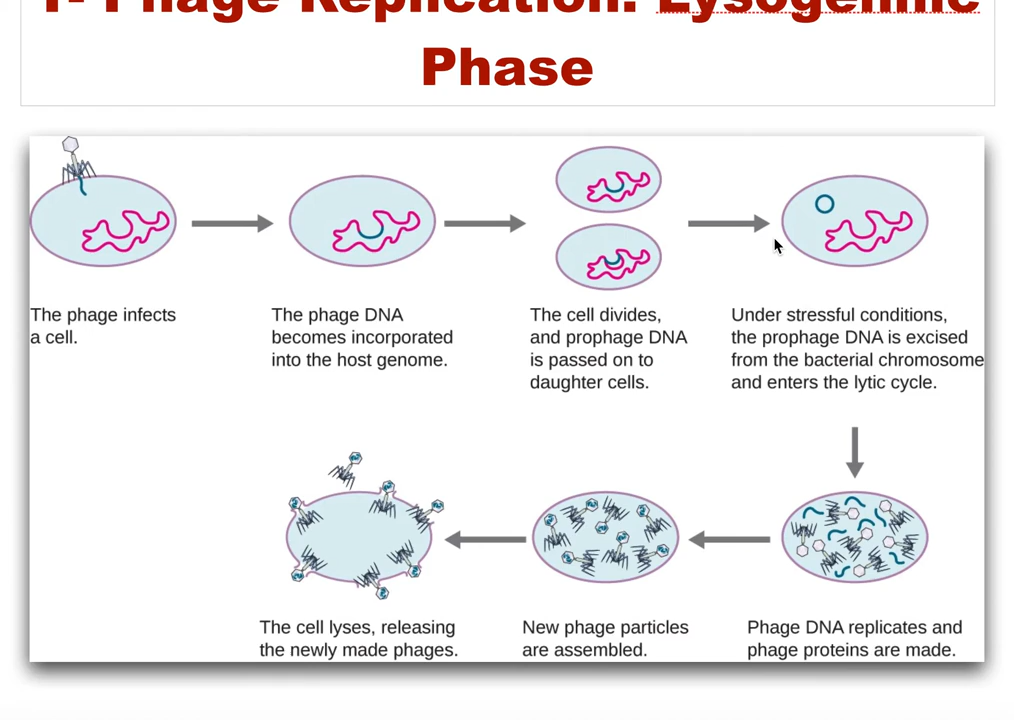 Phage Replication:
Phase
The phage infects
a cell.
The phage DNA
becomes incorporated
into the host genome.
The cell divides,
and prophage DNA
is passed on to
daughter cells.
Under stressful conditions,
the prophage DNA is excised
from the bacterial chromosome
and enters the lytic cycle.
The cell lyses, releasing
the newly made phages.
New phage particles
are assembled.
Phage DNA replicates and
phage proteins are made.